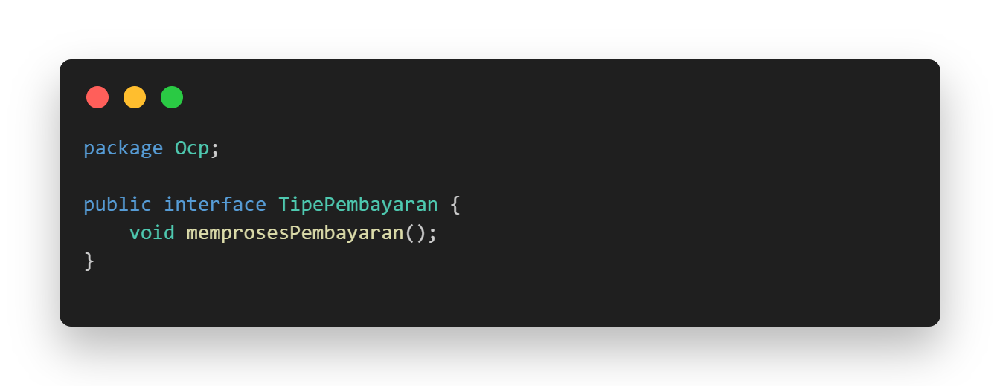 package Ocp;
public interface TipePembayaran {
    void memprosesPembayaran();
}